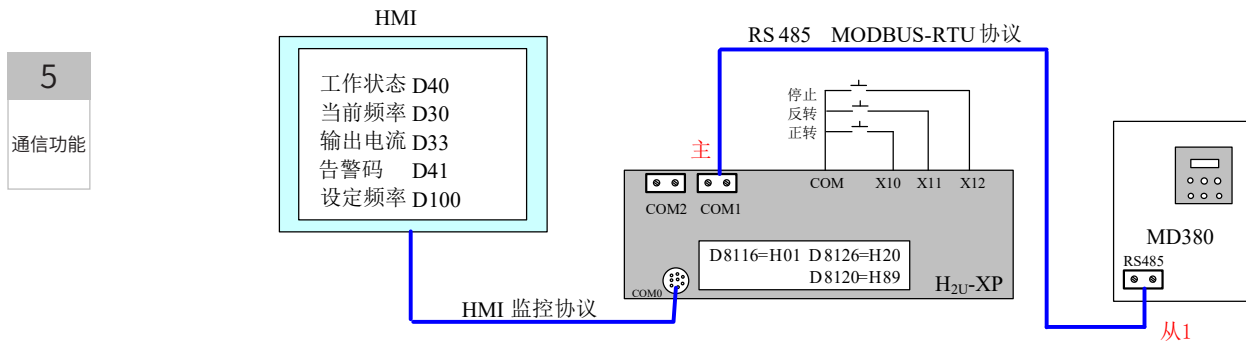 5
通信功能
HMI
工作状态 D40
当前频率 D30
输出电流 D33
告警码 D41
设定频率 D100
HMI 监控协议
RS 485 MODBUS-RTU 协议
停止
反转
正转
主
COM X10 X11 X12
COM2 COM1
D8116=H01 D8126=H20
D8120=H89
COM0
H2U-XP
MD380
RS485
从1